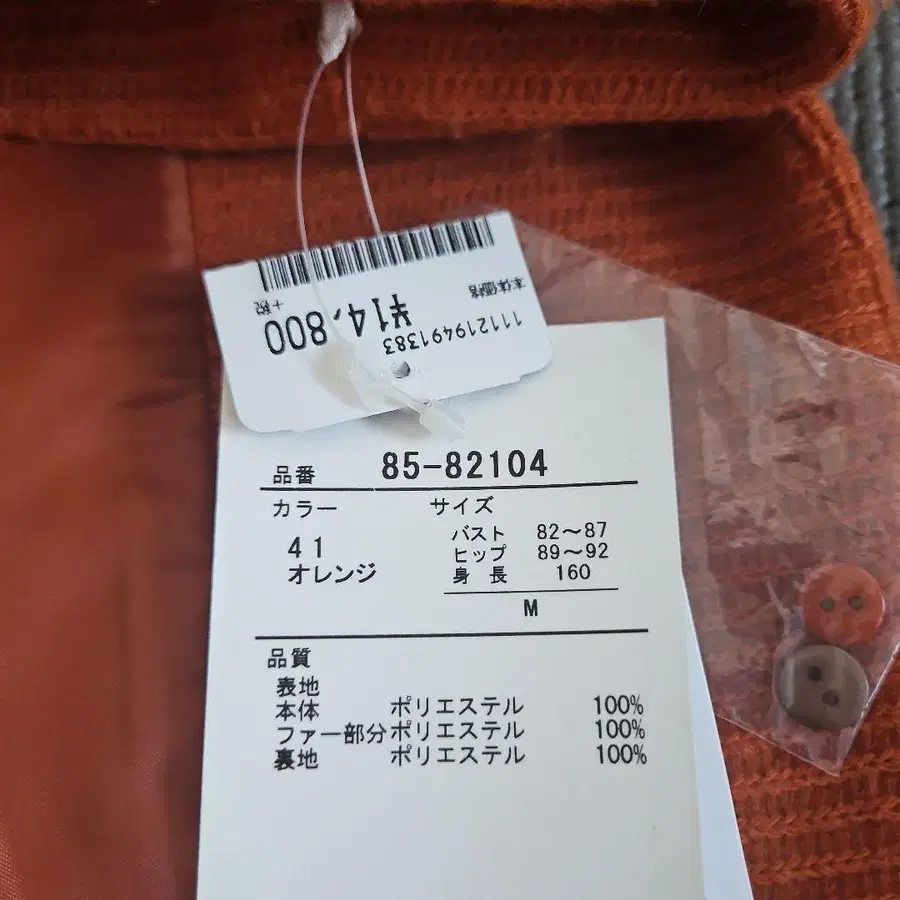 1112194913​83
本体価格
¥14,800
+税
品番 85-82104
カラー サイズ
41
オレンジ
バスト 82〜87
ヒップ 89〜92
身長 160
M
品質
表地
本体 ポリエステル 100%
ファー部分 ポリエステル 100%
裏地 ポリエステル 100%